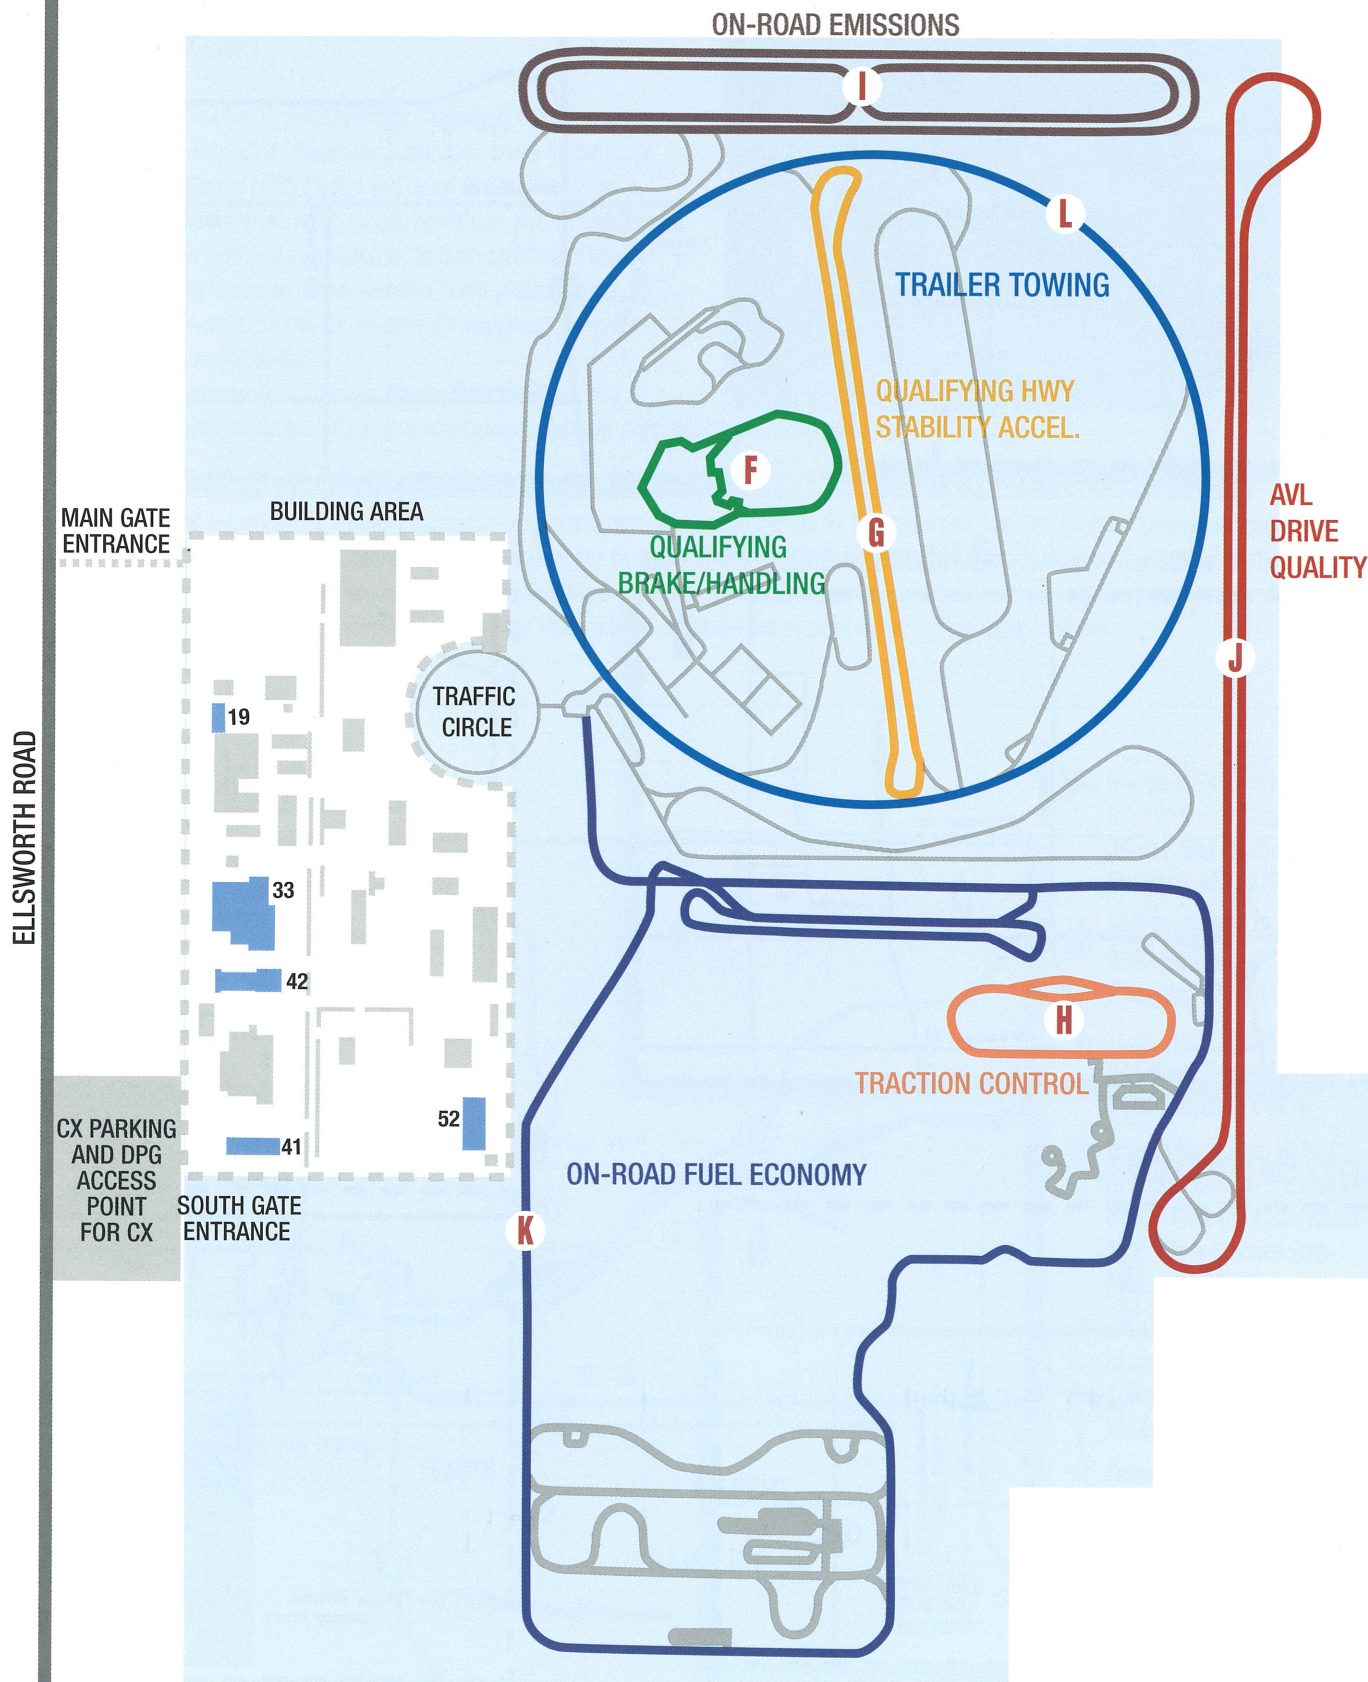 ON-ROAD EMISSIONS
I
L
TRAILER TOWING
QUALIFYING HWY
STABILITY ACCEL.
F
G
QUALIFYING
BRAKE/HANDLING
AVL
DRIVE
QUALITY
J
MAIN GATE
ENTRANCE
BUILDING AREA
TRAFFIC
CIRCLE
19
33
42
52
41
ELLSWORTH ROAD
CX PARKING
AND DPG
ACCESS
POINT
FOR CX
SOUTH GATE
ENTRANCE
H
TRACTION CONTROL
ON-ROAD FUEL ECONOMY
K